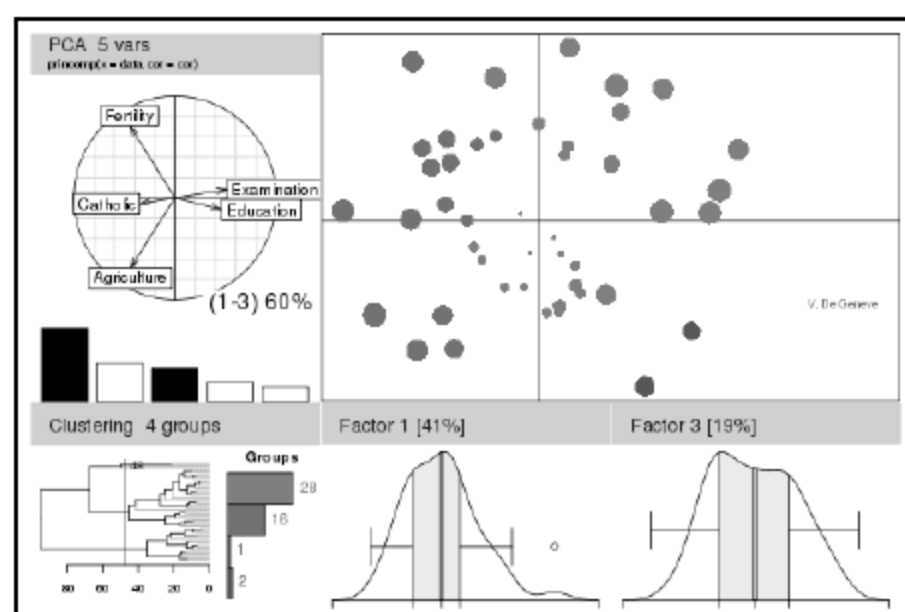 PCA 5 vars
princomp(x = data, cor = cor)
Fertility
Catholic
Examination
Education
Agriculture
(1-3) 60%
V. De Geneve
Clustering 4 groups
Factor 1 [41%]
Factor 3 [19%]
Groups
28
16
1
2
80 60 40 20 0